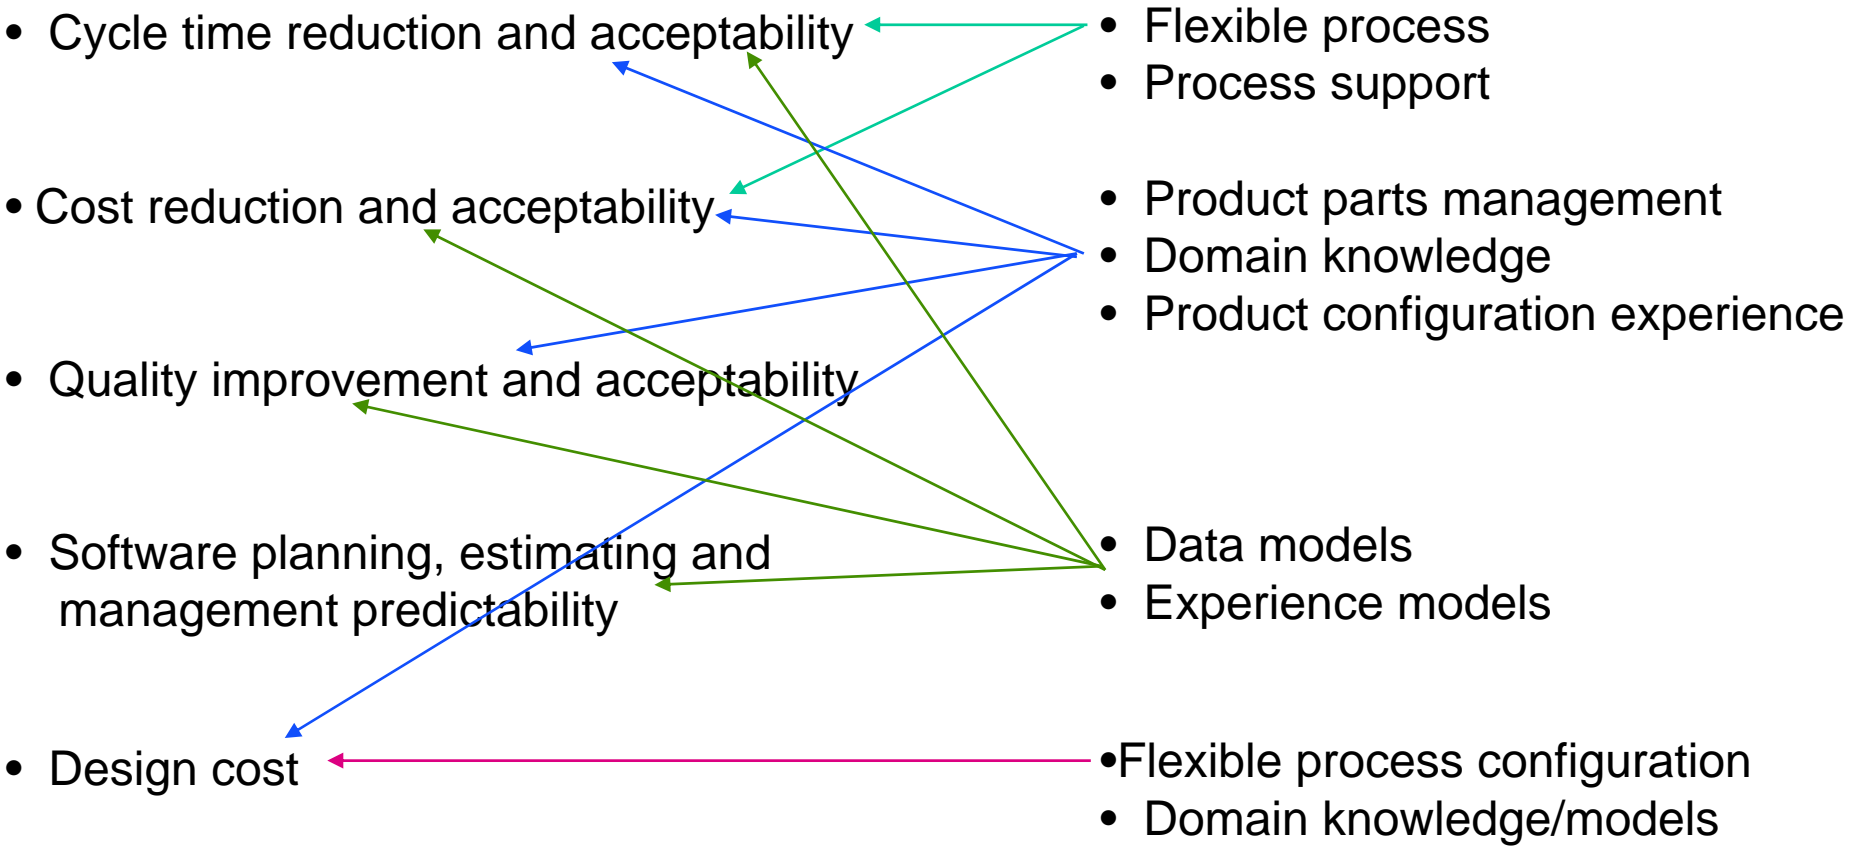 • Cycle time reduction and acceptability
• Cost reduction and acceptability
• Quality improvement and acceptability
• Software planning, estimating and
management predictability
• Design cost
• Flexible process
• Process support
• Product parts management
• Domain knowledge
• Product configuration experience
• Data models
• Experience models
•Flexible process configuration
• Domain knowledge/models